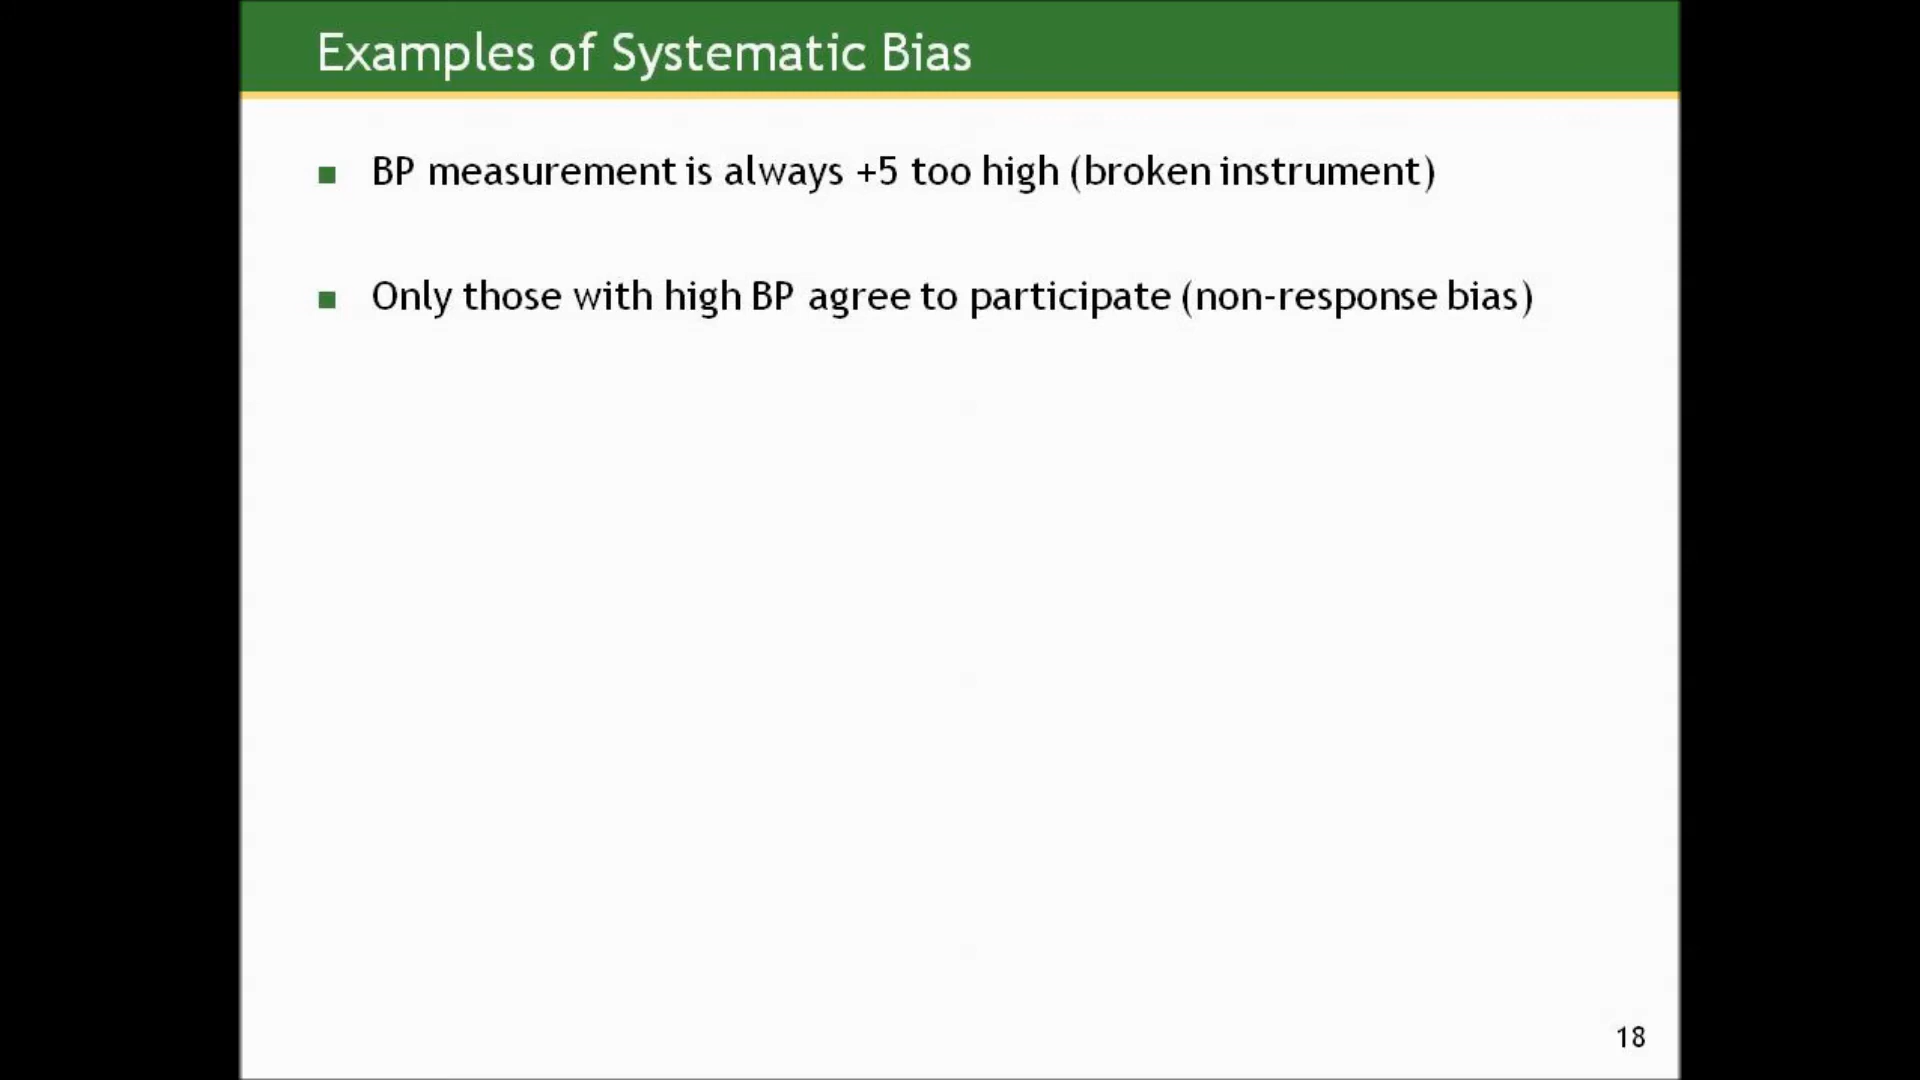 Examples of Systematic Bias
BP measurement is always +5 too high (broken instrument)
Only those with high BP agree to participate (non-response bias)
18